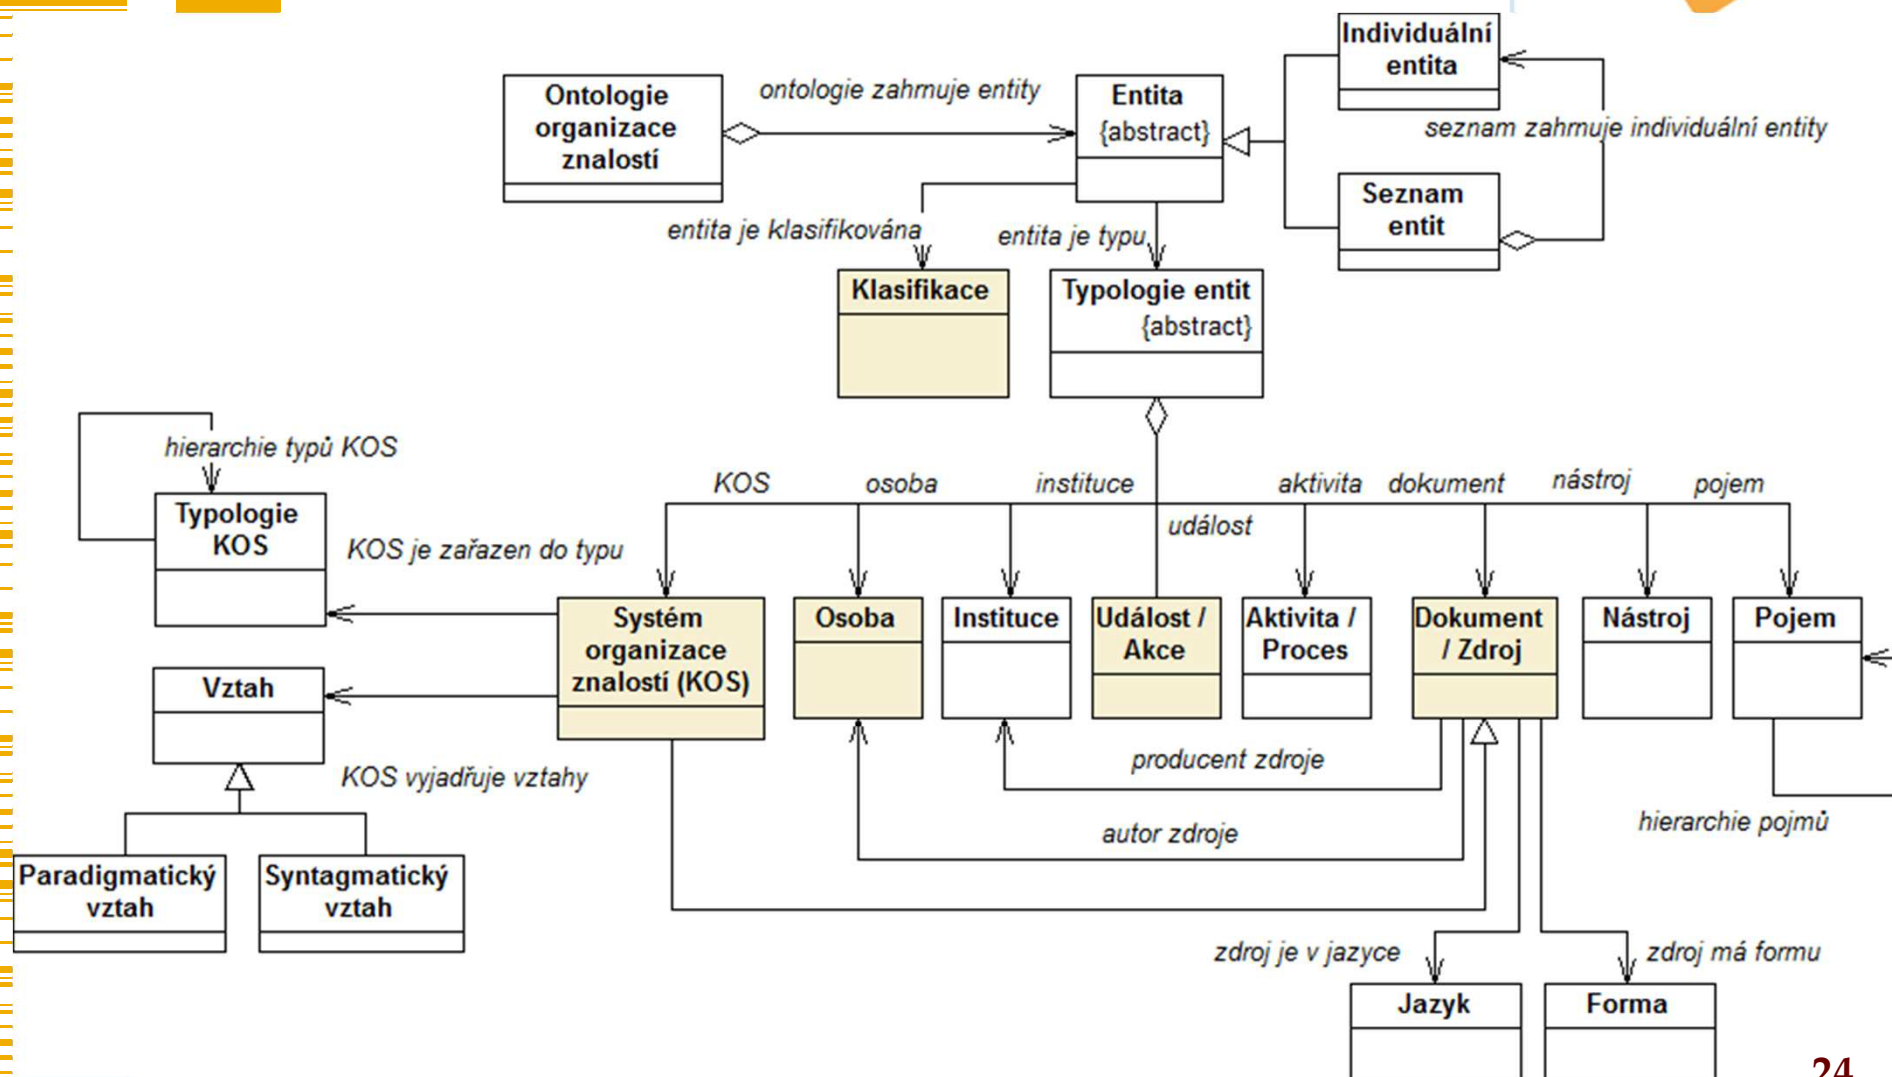 Individuální
entita
Ontologie
organizace
znalostí
ontologie zahrnuje entity
Entita
{abstract}
seznam zahrnuje individuální entity
Seznam
entit
entita je klasifikována
entita je typu
Klasifikace
Typologie entit
{abstract}
hierarchie typů KOS
Typologie
KOS
KOS je zařazen do typu
KOS
osoba
instituce
událost
aktivita
dokument
nástroj
pojem
Systém
organizace
znalostí (KOS)
Osoba
Instituce
Událost /
Akce
Aktivita /
Proces
Dokument
/ Zdroj
Nástroj
Pojem
Vztah
KOS vyjadřuje vztahy
producent zdroje
autor zdroje
hierarchie pojmů
Paradigmatický
vztah
Syntagmatický
vztah
zdroj je v jazyce
zdroj má formu
Jazyk
Forma
24